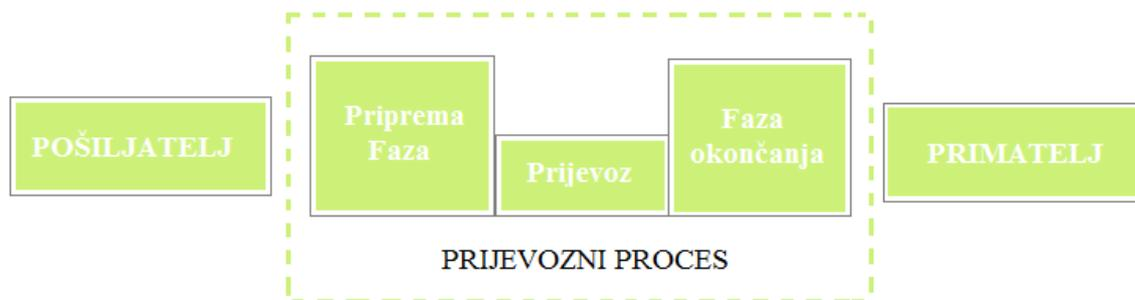 POŠILJATELJ
Priprema
Faza
Prijevoz
Faza
okončanja
PRIMATELJ
PRIJEVOZNI PROCES